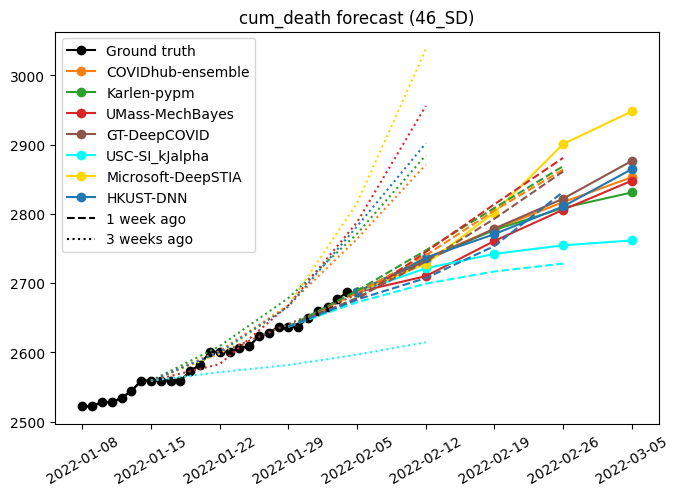 cum_death forecast (46_SD)
3000
2900
2800
2700
2600
2500
Ground truth
COVIDhub-ensemble
Karlen-pypm
UMass-MechBayes
GT-DeepCOVID
USC-SI_kJalpha
Microsoft-DeepSTIA
HKUST-DNN
1 week ago
3 weeks ago
2022-01-08
2022-01-15
2022-01-22
2022-01-29
2022-02-05
2022-02-12
2022-02-19
2022-02-26
2022-03-05